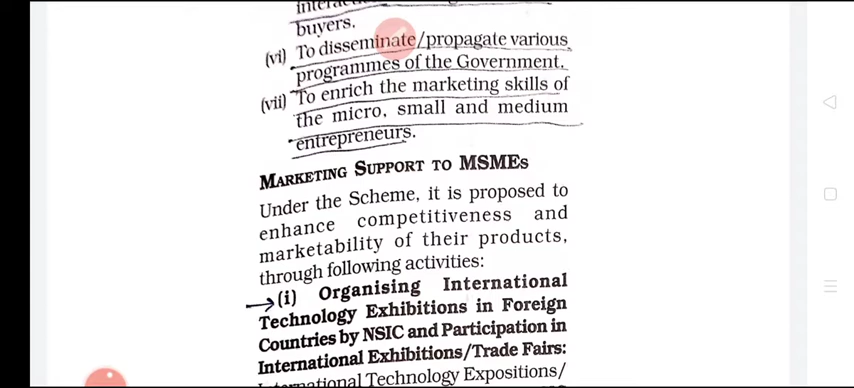 buyers.
(vi) To disseminate/propagate various
programmes of the Government.
(vii) To enrich the marketing skills of
the micro, small and medium
entrepreneurs.
MARKETING SUPPORT TO MSMES
Under the Scheme, it is proposed to
enhance competitiveness and
marketability of their products,
through following activities:
(i) Organising International
Technology Exhibitions in Foreign
Countries by NSIC and Participation in
International Exhibitions/Trade Fairs:
International Technology Expositions/